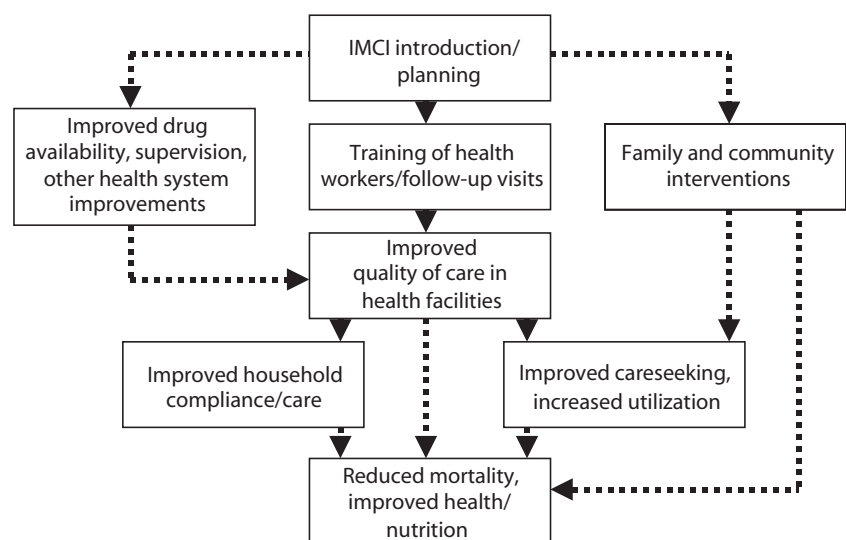 IMCI introduction/
planning
Improved drug
availability, supervision,
other health system
improvements
Training of health
workers/follow-up visits
Family and community
interventions
Improved
quality of care in
health facilities
Improved household
compliance/care
Improved careseeking,
increased utilization
Reduced mortality,
improved health/
nutrition